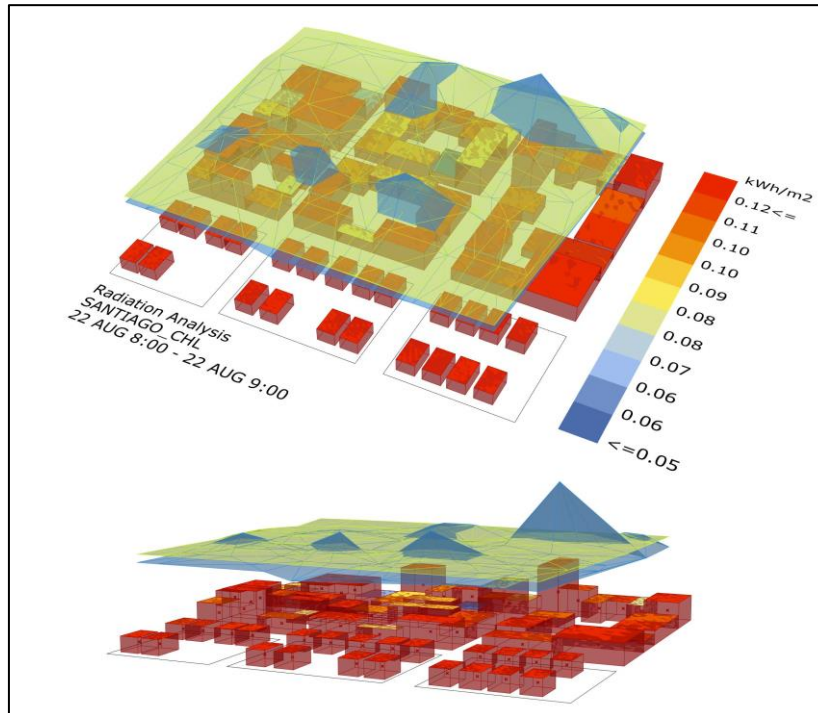 kWh/m2
0.12<=
0.11
0.10
0.10
0.09
0.08
0.08
0.07
0.06
0.06
<=0.05
Radiation Analysis
SANTIAGO_CHL
22 AUG 8:00 - 22 AUG 9:00